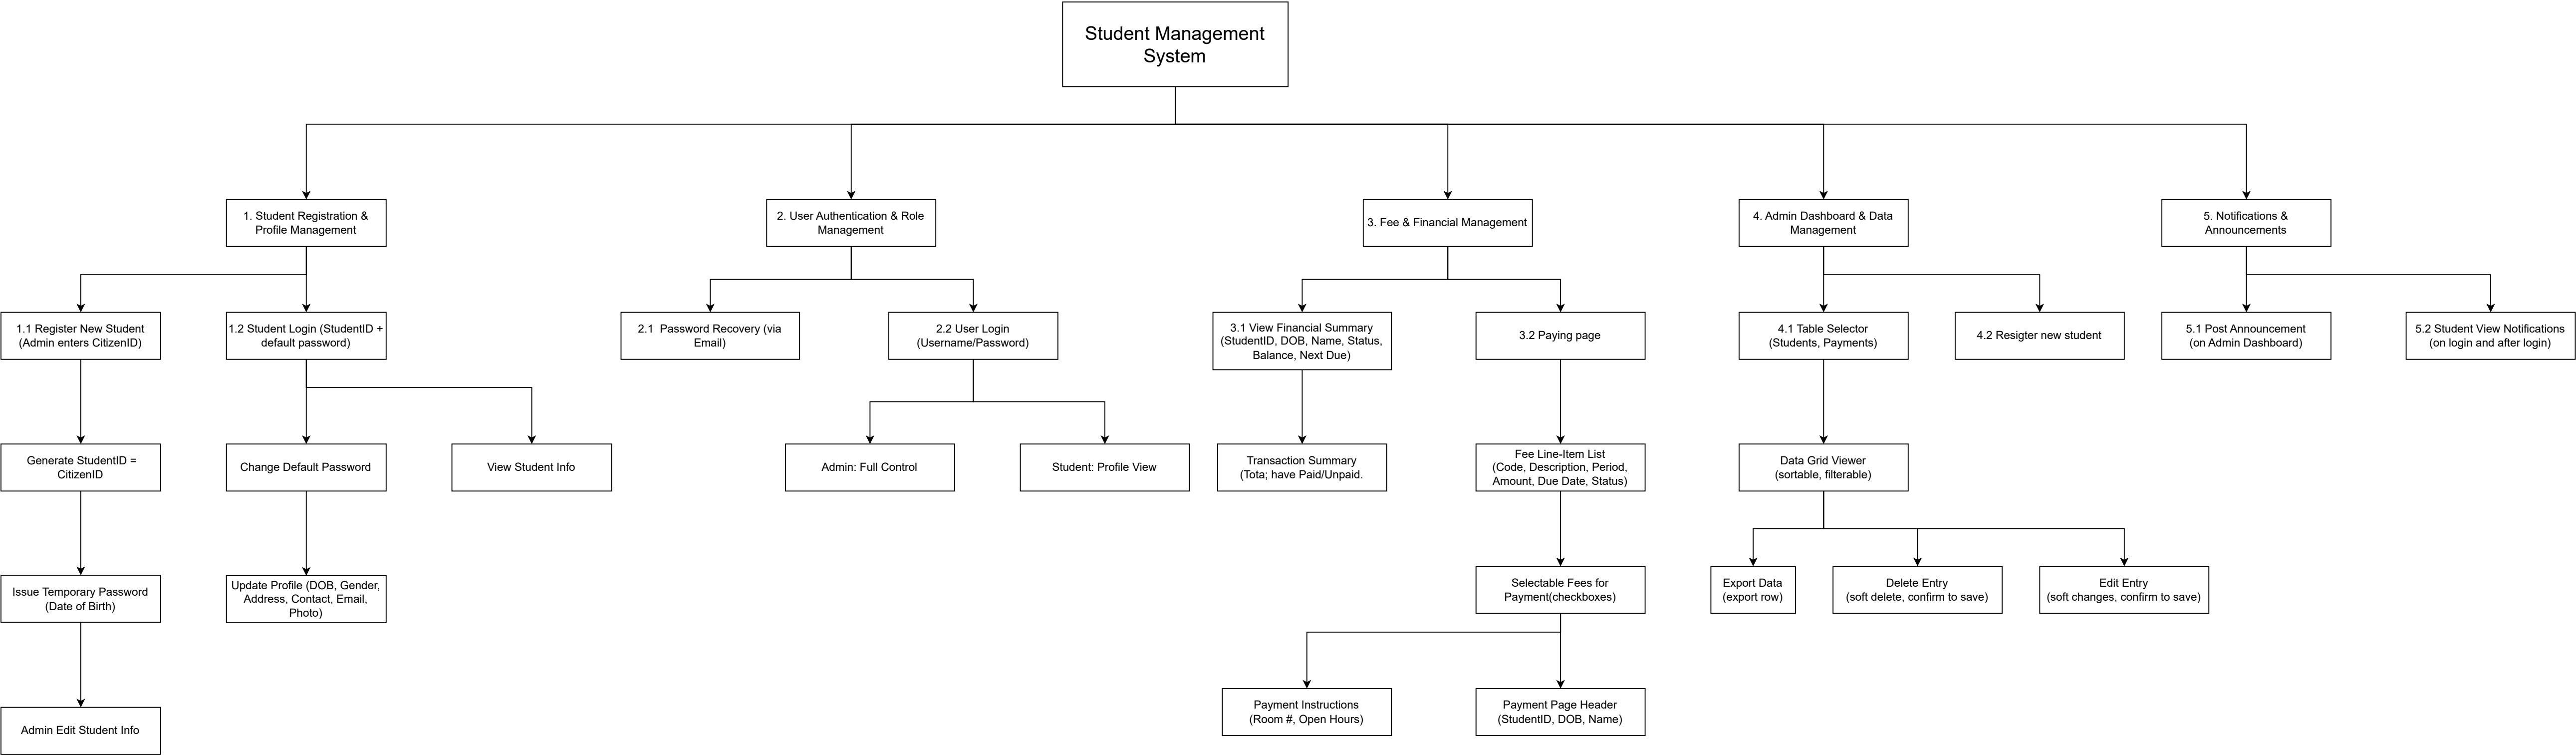 Student Management
System
1. Student Registration &
Profile Management
2. User Authentication & Role
Management
3. Fee & Financial Management
4. Admin Dashboard & Data
Management
5. Notifications &
Announcements
1.1 Register New Student
(Admin enters CitizenID)
1.2 Student Login (StudentID +
default password)
2.1 Password Recovery (via
Email)
2.2 User Login
(Username/Password)
3.1 View Financial Summary
(StudentID, DOB, Name, Status,
Balance, Next Due)
3.2 Paying page
4.1 Table Selector
(Students, Payments)
4.2 Resigter new student
5.1 Post Announcement
(on Admin Dashboard)
5.2 Student View Notifications
(on login and after login)
Generate StudentID =
CitizenID
Change Default Password
View Student Info
Admin: Full Control
Student: Profile View
Transaction Summary
(Tota; have Paid/Unpaid.
Fee Line-Item List
(Code, Description, Period,
Amount, Due Date, Status)
Data Grid Viewer
(sortable, filterable)
Issue Temporary Password
(Date of Birth)
Update Profile (DOB, Gender,
Address, Contact, Email,
Photo)
Selectable Fees for
Payment(checkboxes)
Export Data
(export row)
Delete Entry
(soft delete, confirm to save)
Edit Entry
(soft changes, confirm to save)
Admin Edit Student Info
Payment Instructions
(Room #, Open Hours)
Payment Page Header
(StudentID, DOB, Name)